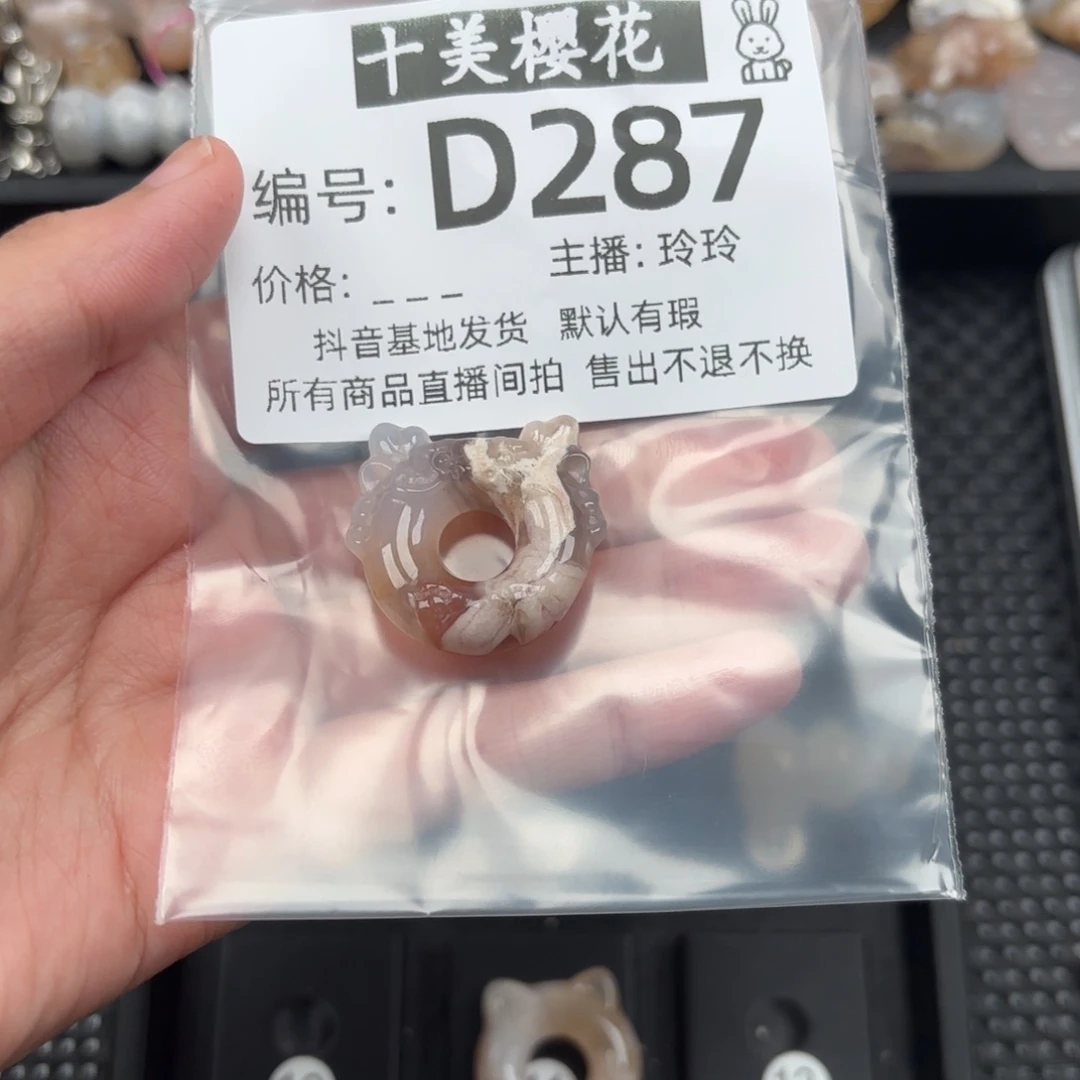 十美樱花
编号: D287
价格: _ _ _ 主播: 玲玲
抖音基地发货 默认有瑕
所有商品直播间拍 售出不退不换